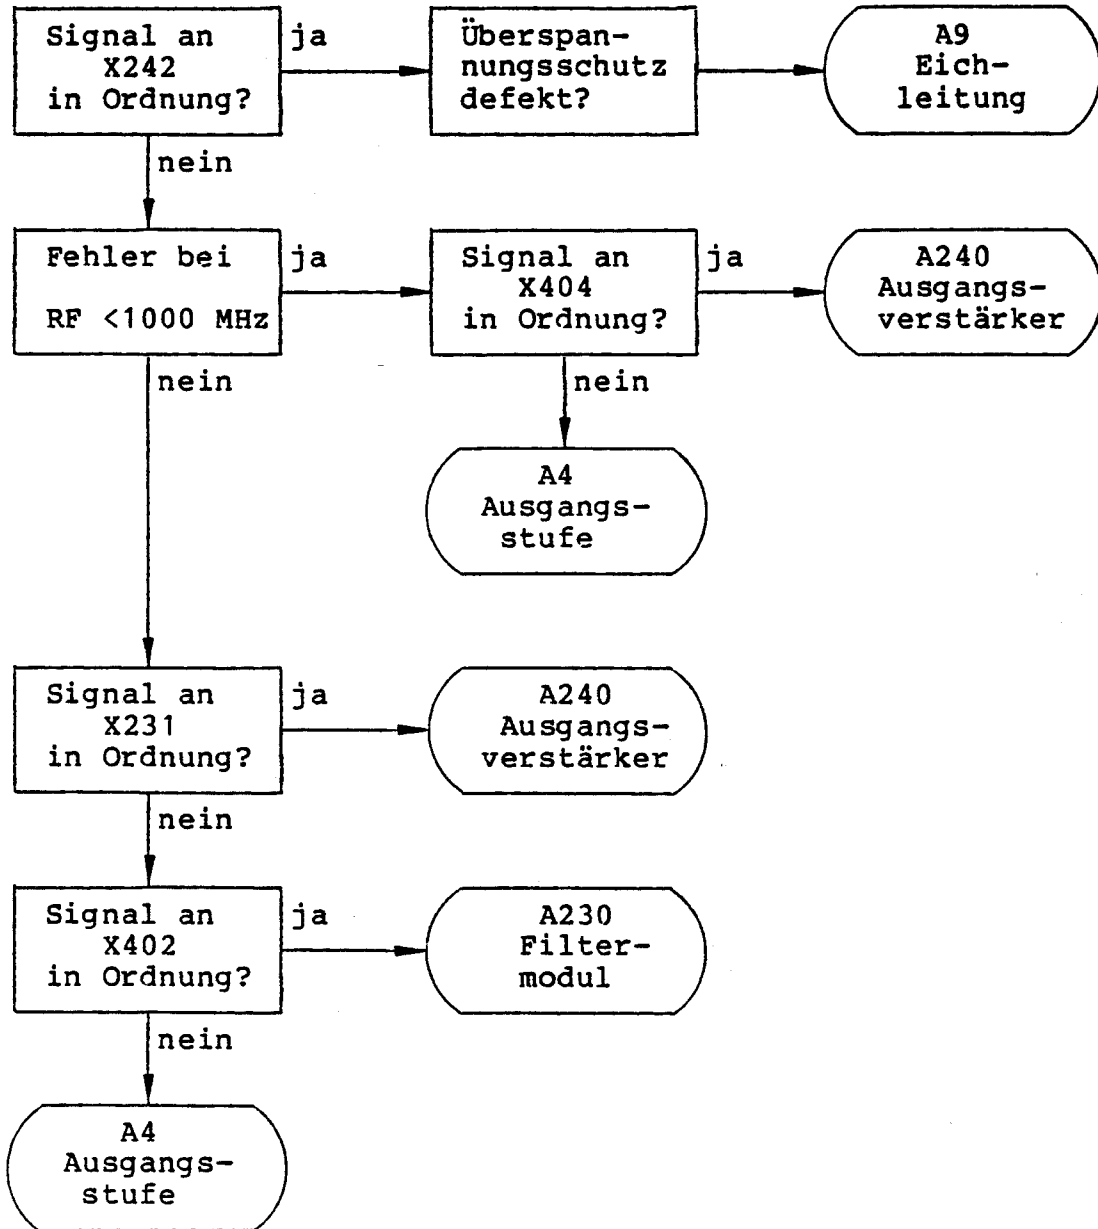 Signal an
X242
in Ordnung?
ja
Überspan-
nungsschutz
defekt?
A9
Eich-
leitung
nein
Fehler bei
RF <1000 MHz
ja
Signal an
X404
in Ordnung?
ja
A240
Ausgangs-
verstärker
nein
nein
A4
Ausgangs-
stufe
Signal an
X231
in Ordnung?
ja
A240
Ausgangs-
verstärker
nein
Signal an
X402
in Ordnung?
ja
A230
Filter-
modul
nein
A4
Ausgangs-
stufe